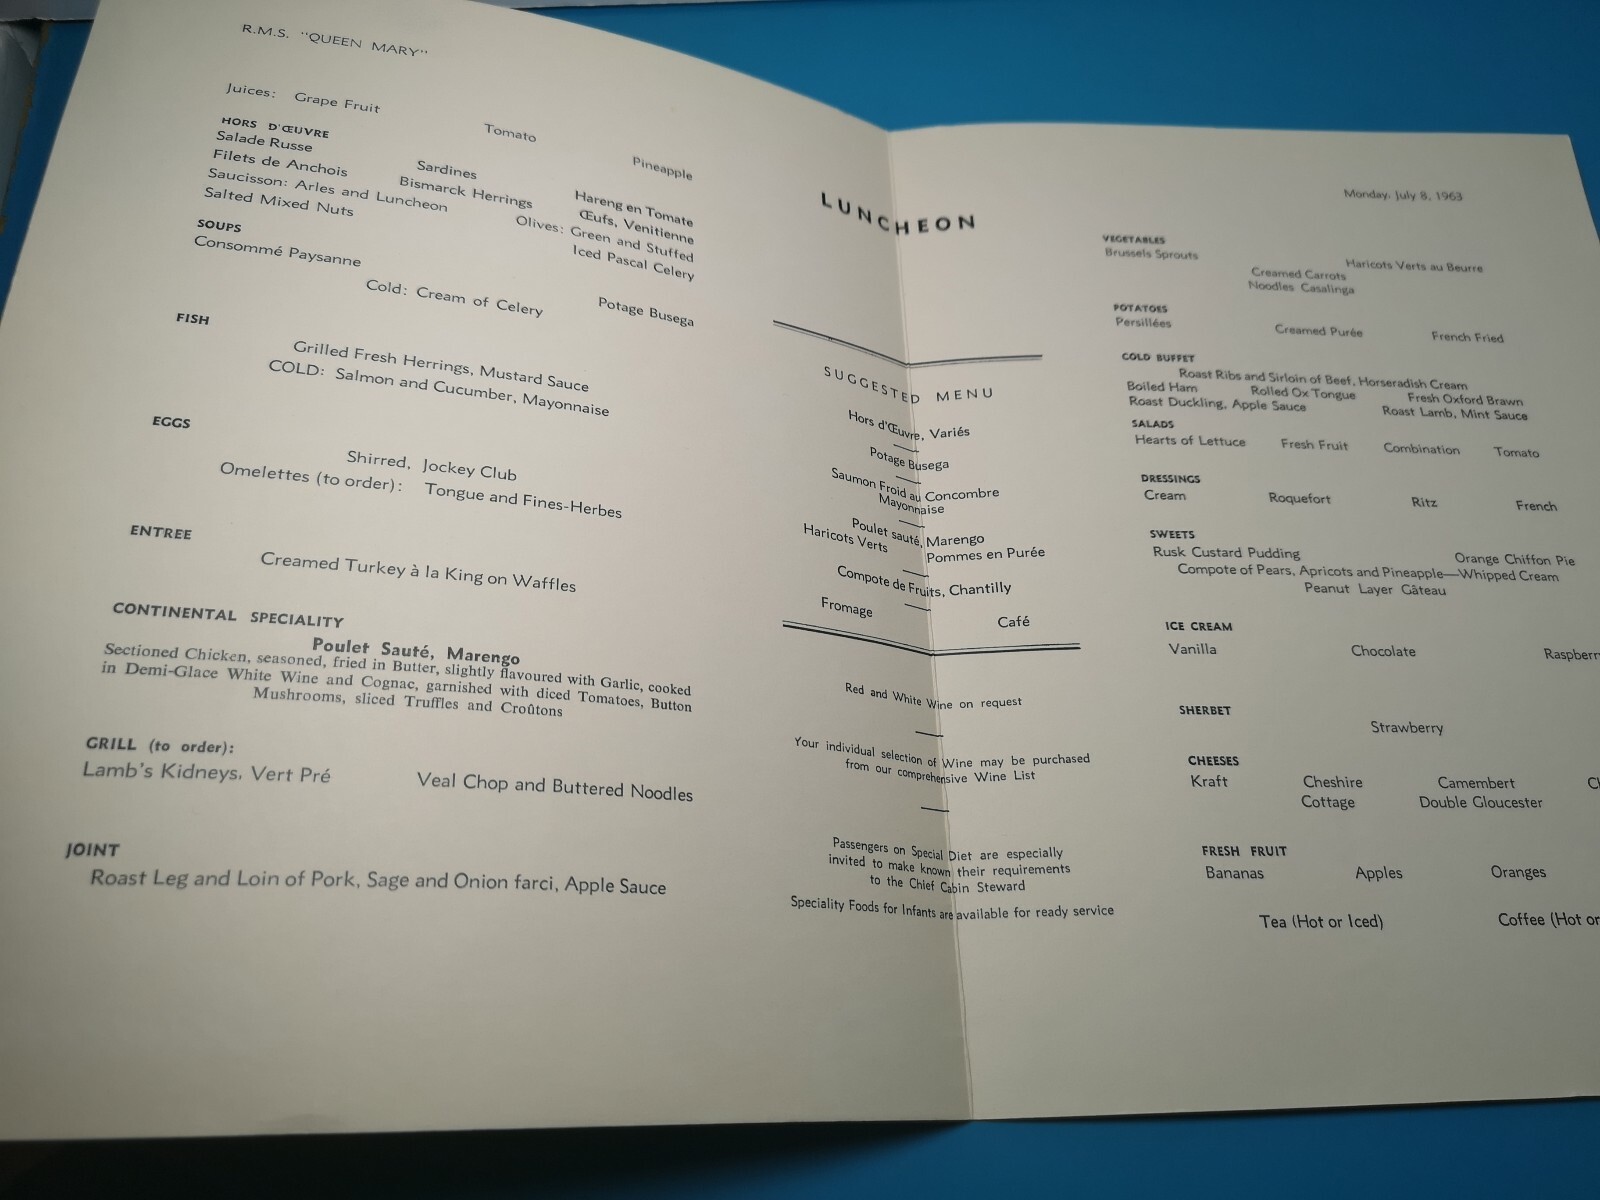 R.M.S. "QUEEN MARY"
Juices: Grape Fruit Tomato Pineapple
HORS D'ŒUVRE
Salade Russe Sardines Hareng en Tomate
Filets de Anchois Bismarck Herrings Œufs, Venitienne
Saucisson: Arles and Luncheon Olives: Green and Stuffed
Salted Mixed Nuts Iced Pascal Celery
SOUPS
Consommé Paysanne Potage Busega
Cold: Cream of Celery
FISH
Grilled Fresh Herrings, Mustard Sauce
COLD: Salmon and Cucumber, Mayonnaise
EGGS
Shirred, Jockey Club
Omelettes (to order): Tongue and Fines-Herbes
ENTREE
Creamed Turkey à la King on Waffles
CONTINENTAL SPECIALITY
Poulet Sauté, Marengo
Sectioned Chicken, seasoned, fried in Butter, slightly flavoured with Garlic, cooked
in Demi-Glace White Wine and Cognac, garnished with diced Tomatoes, Button
Mushrooms, sliced Truffles and Croûtons
GRILL (to order):
Lamb's Kidneys, Vert Pré Veal Chop and Buttered Noodles
JOINT
Roast Leg and Loin of Pork, Sage and Onion farci, Apple Sauce
LUNCHEON
SUGGESTED MENU
Hors d'Œuvre, Variés
Potage Busega
Saumon Froid au Concombre
Mayonnaise
Poulet sauté, Marengo
Haricots Verts Pommes en Purée
Compote de Fruits, Chantilly
Fromage Café
Red and White Wine on request
Your individual selection of Wine may be purchased
from our comprehensive Wine List
Passengers on Special Diet are especially
invited to make known their requirements
to the Chief Cabin Steward
Speciality Foods for Infants are available for ready service
Monday, July 8, 1963
VEGETABLES
Brussels Sprouts Haricots Verts au Beurre
Creamed Carrots
Noodles Casalinga
POTATOES
Persillées Creamed Purée French Fried
COLD BUFFET
Roast Ribs and Sirloin of Beef, Horseradish Cream
Boiled Ham Rolled Ox Tongue Fresh Oxford Brawn
Roast Duckling, Apple Sauce Roast Lamb, Mint Sauce
SALADS
Hearts of Lettuce Fresh Fruit Combination Tomato
DRESSINGS
Cream Roquefort Ritz French
SWEETS
Rusk Custard Pudding Orange Chiffon Pie
Compote of Pears, Apricots and Pineapple—Whipped Cream
Peanut Layer Gâteau
ICE CREAM
Vanilla Chocolate Raspberr
SHERBET
Strawberry
CHEESES
Kraft Cheshire Camembert
Cottage Double Gloucester
FRESH FRUIT
Bananas Apples Oranges
Tea (Hot or Iced) Coffee (Hot or